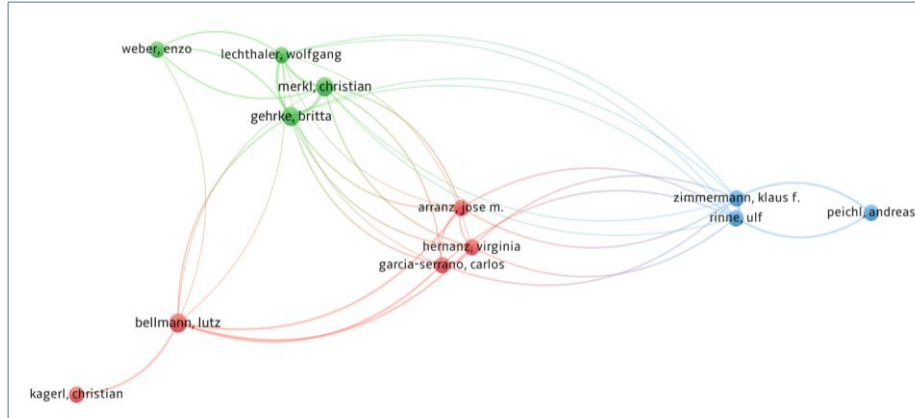 weber, enzo
lechthaler, wolfgang
merkl, christian
gehrke, britta
zimmermann, klaus f.
arranz, jose m.
peichl, andreas
rinne, ulf
hernanz, virginia
garcia-serrano, carlos
bellmann, lutz
kagerl, christian